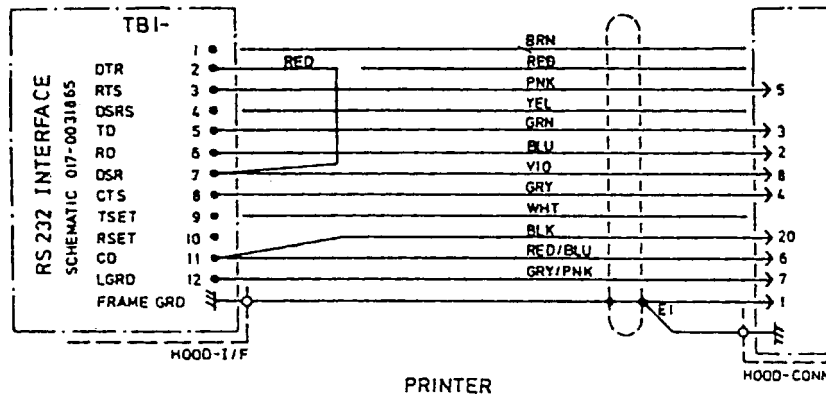 TB1-
1 BRN
DTR 2 RED RED
RTS 3 PNK 5
DSRS 4 YEL
TD 5 GRN 3
RD 6 BLU 2
DSR 7 VIO 8
CTS 8 GRY 4
TSET 9 WHT
RSET 10 BLK 20
CD 11 RED/BLU 6
LGRD 12 GRY/PNK 7
FRAME GRD E1 1
RS 232 INTERFACE
SCHEMATIC 017-0031865
HOOD-I/F
HOOD-CONN
PRINTER